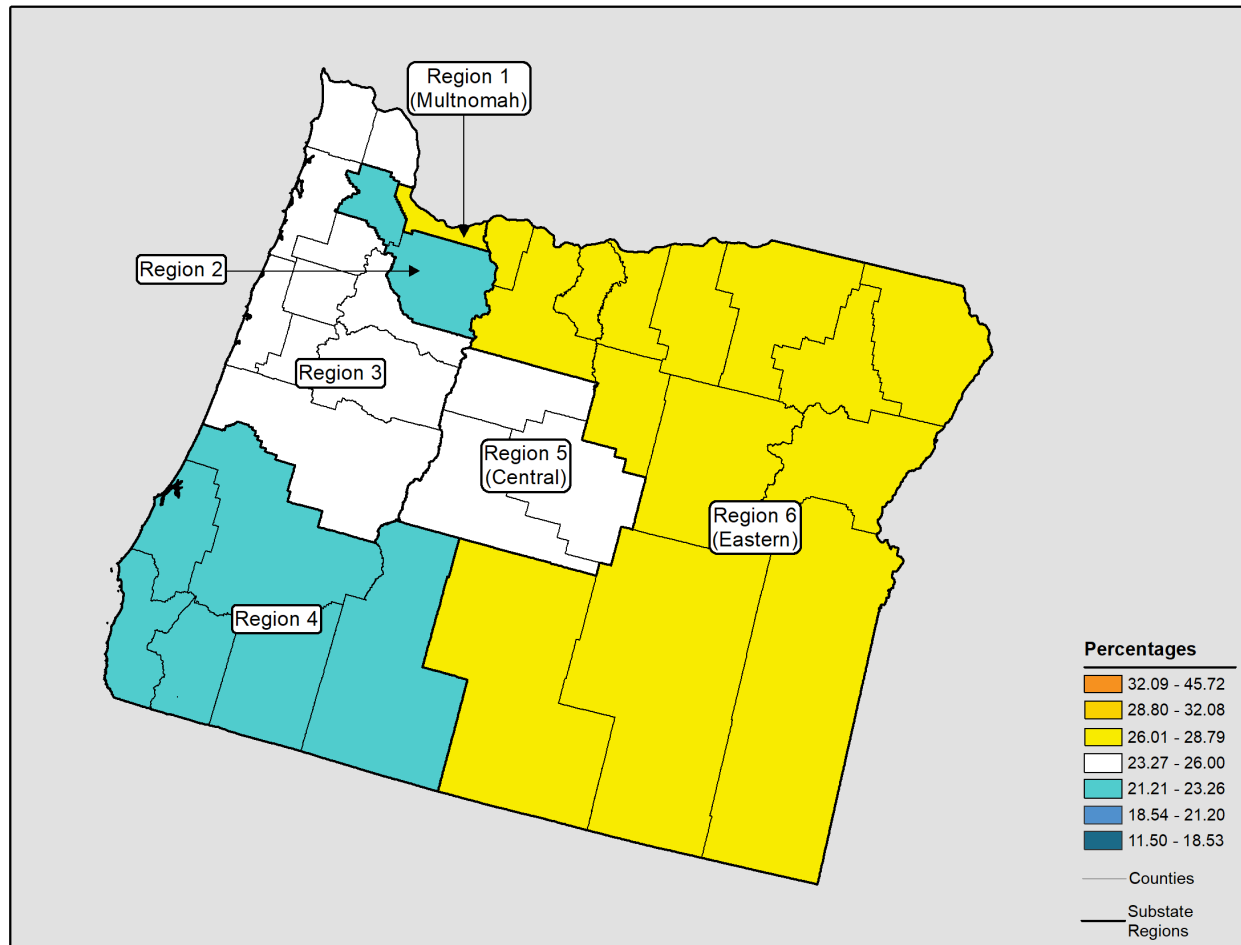 Region 1
(Multnomah)
Region 2
Region 3
Region 5
(Central)
Region 6
(Eastern)
Region 4
Percentages
32.09 - 45.72
28.80 - 32.08
26.01 - 28.79
23.27 - 26.00
21.21 - 23.26
18.54 - 21.20
11.50 - 18.53
Counties
Substate
Regions